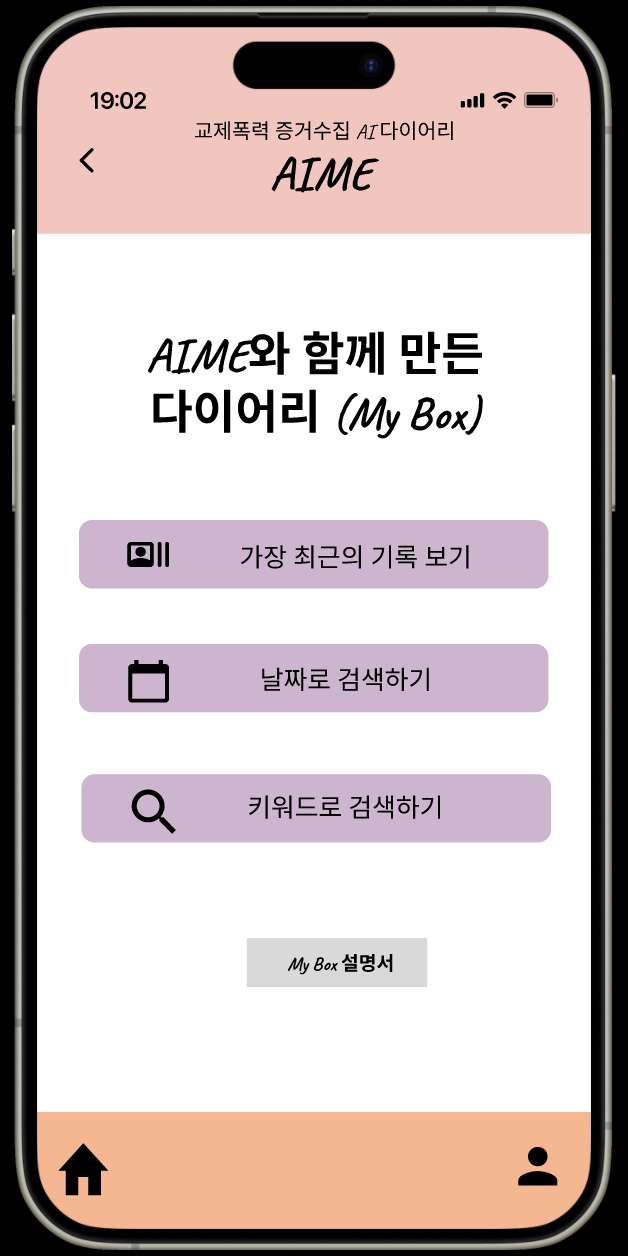 19:02
교제폭력 증거수집 AI다이어리
AIME
AIME와 함께 만든
다이어리 (My Box)
가장 최근의 기록 보기
날짜로 검색하기
키워드로 검색하기
My Box 설명서